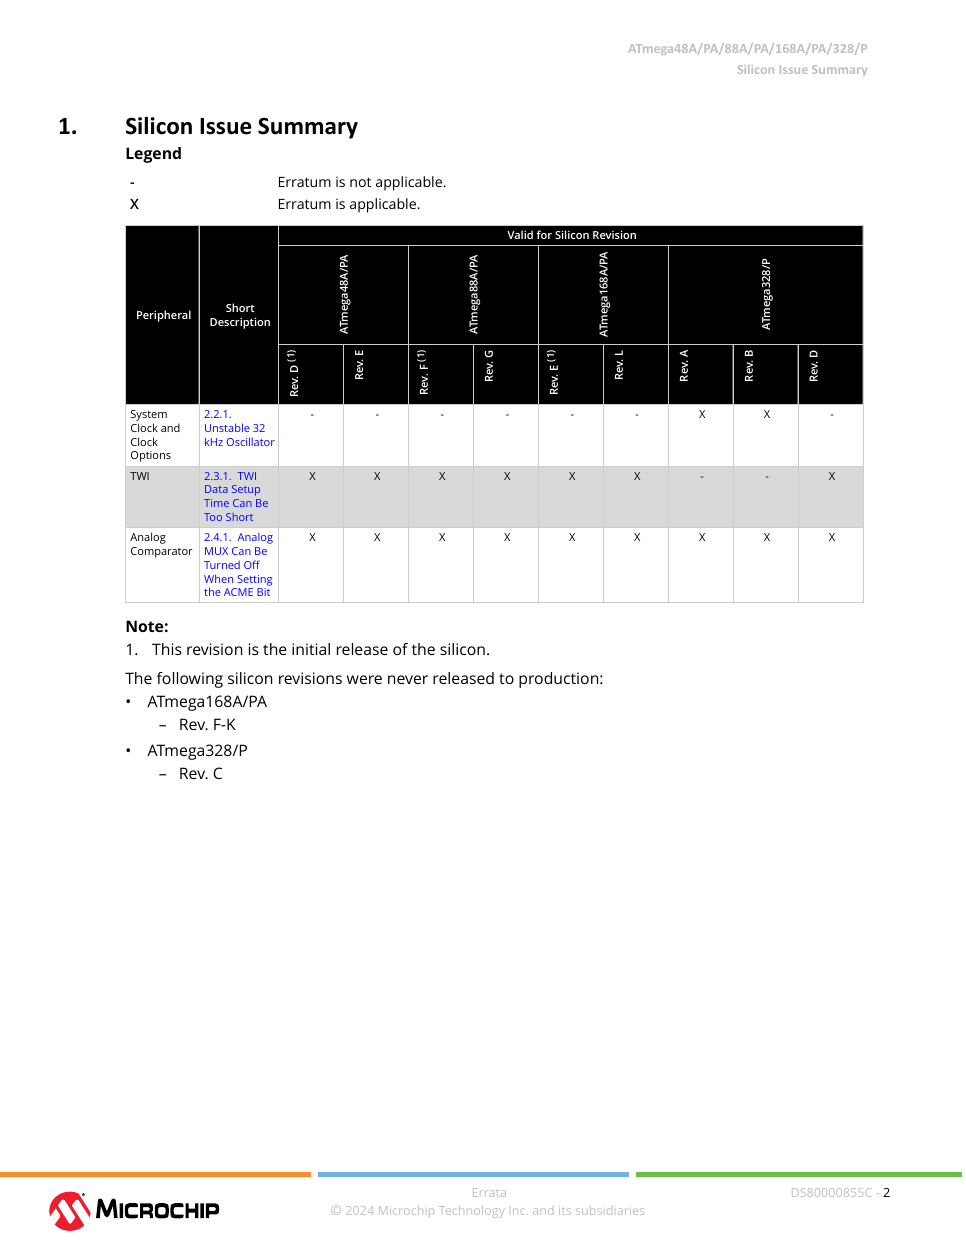 ATmega48A/PA/88A/PA/168A/PA/328/P
Silicon Issue Summary
1. Silicon Issue Summary
Legend
- Erratum is not applicable.
X Erratum is applicable.
Peripheral
Short
Description
Valid for Silicon Revision
ATmega48A/PA
ATmega88A/PA
ATmega168A/PA
ATmega328/P
Rev. D (1)
Rev. E
Rev. F (1)
Rev. G
Rev. E (1)
Rev. L
Rev. A
Rev. B
Rev. D
System
Clock and
Clock
Options
2.2.1.
Unstable 32
kHz Oscillator
- - - - - - X X -
TWI
2.3.1. TWI
Data Setup
Time Can Be
Too Short
X X X X X X - - X
Analog
Comparator
2.4.1. Analog
MUX Can Be
Turned Off
When Setting
the ACME Bit
X X X X X X X X X
Note:
1. This revision is the initial release of the silicon.
The following silicon revisions were never released to production:
• ATmega168A/PA
– Rev. F-K
• ATmega328/P
– Rev. C
MICROCHIP
Errata
© 2024 Microchip Technology Inc. and its subsidiaries
DS80000855C - 2